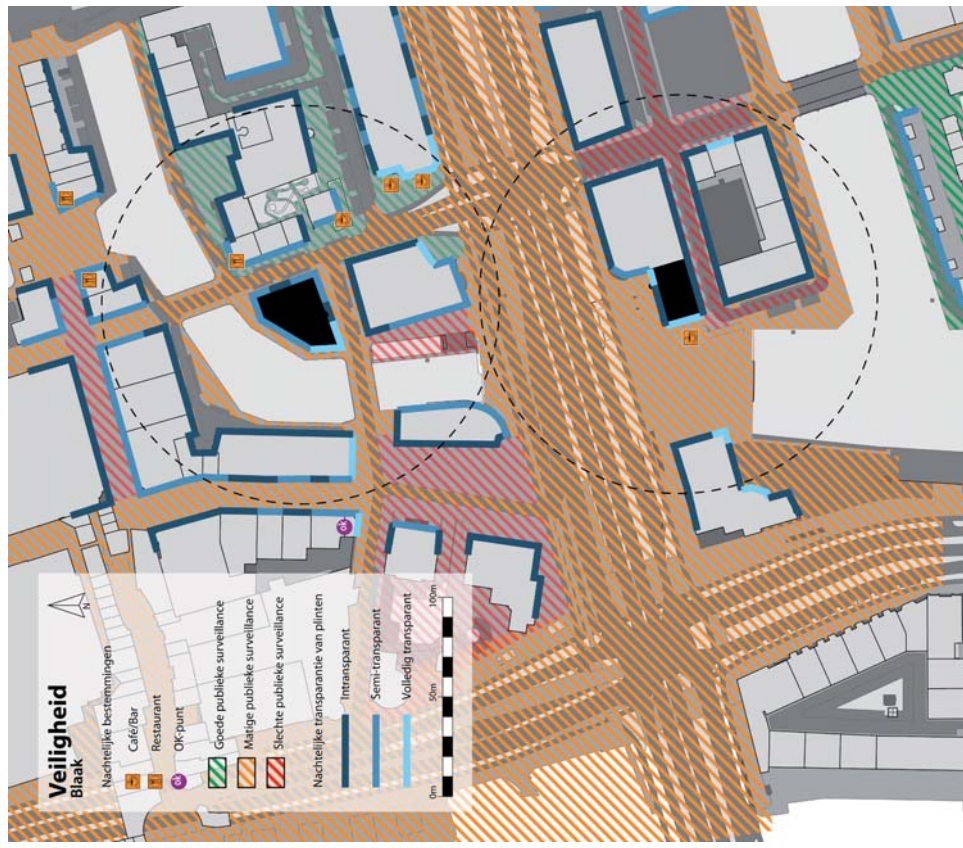 Veiligheid
Blaak
N
Nachtelijke bestemmingen
Café/Bar
Restaurant
ok
OK-punt
Goede publieke surveillance
Matige publieke surveillance
Slechte publieke surveillance
Nachtelijke transparantie van plinten
Intransparant
Semi-transparant
Volledig transparant
0m
50m
100m
ok